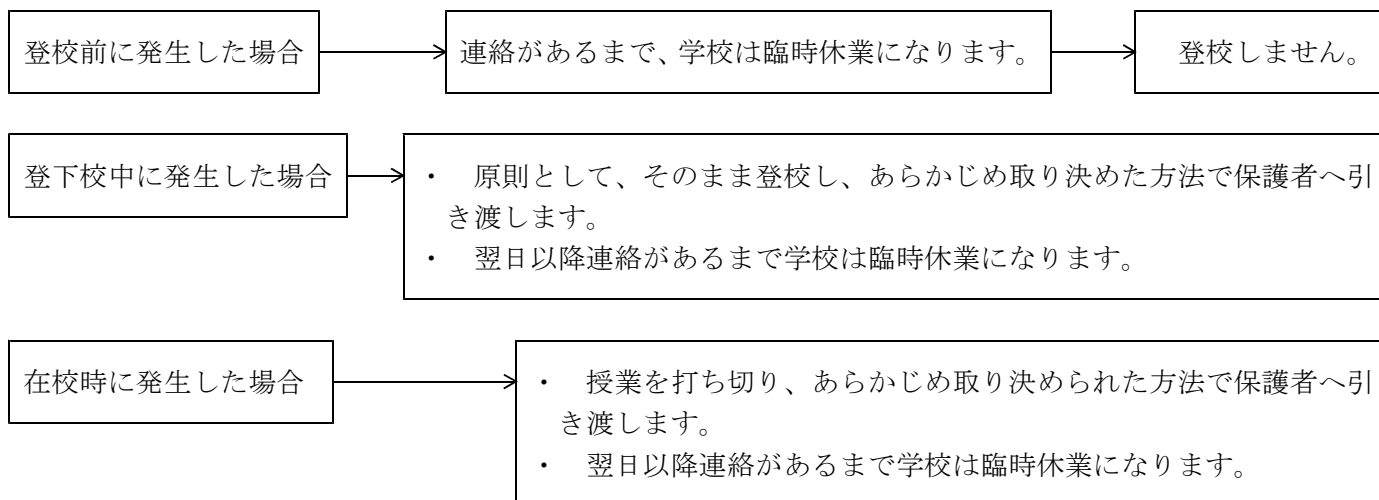 登校前に発生した場合
連絡があるまで、学校は臨時休業になります。
登校しません。
登下校中に発生した場合
・　原則として、そのまま登校し、あらかじめ取り決めた方法で保護者へ引
き渡します。
・　翌日以降連絡があるまで学校は臨時休業になります。
在校時に発生した場合
・　授業を打ち切り、あらかじめ取り決められた方法で保護者へ引
き渡します。
・　翌日以降連絡があるまで学校は臨時休業になります。